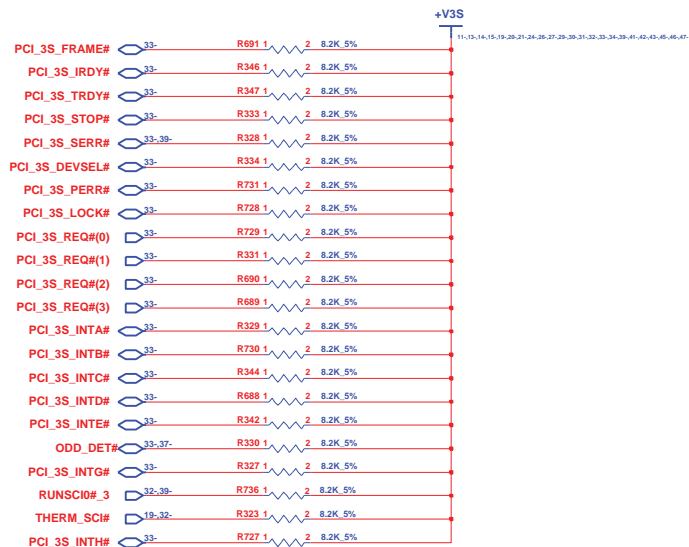 +V3S
11-,13-,14-,15-,19-,20-,21-,24-,26-,27-,29-,30-,31-,32-,33-,34-,39-,41-,42-,43-,45-,46-,47-
PCI_3S_FRAME# 33- R691 1 2 8.2K_5%
PCI_3S_IRDY# 33- R346 1 2 8.2K_5%
PCI_3S_TRDY# 33- R347 1 2 8.2K_5%
PCI_3S_STOP# 33- R333 1 2 8.2K_5%
PCI_3S_SERR# 33-,39- R328 1 2 8.2K_5%
PCI_3S_DEVSEL# 33- R334 1 2 8.2K_5%
PCI_3S_PERR# 33- R731 1 2 8.2K_5%
PCI_3S_LOCK# 33- R728 1 2 8.2K_5%
PCI_3S_REQ#(0) 33- R729 1 2 8.2K_5%
PCI_3S_REQ#(1) 33- R331 1 2 8.2K_5%
PCI_3S_REQ#(2) 33- R690 1 2 8.2K_5%
PCI_3S_REQ#(3) 33- R689 1 2 8.2K_5%
PCI_3S_INTA# 33- R329 1 2 8.2K_5%
PCI_3S_INTB# 33- R730 1 2 8.2K_5%
PCI_3S_INTC# 33- R344 1 2 8.2K_5%
PCI_3S_INTD# 33- R688 1 2 8.2K_5%
PCI_3S_INTE# 33- R342 1 2 8.2K_5%
ODD_DET# 33-,37- R330 1 2 8.2K_5%
PCI_3S_INTG# 33- R327 1 2 8.2K_5%
RUNSCI0#_3 32-,39- R736 1 2 8.2K_5%
THERM_SCI# 19-,32- R323 1 2 8.2K_5%
PCI_3S_INTH# 33- R727 1 2 8.2K_5%